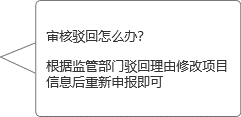 审核驳回怎么办?
根据监管部门驳回理由修改项目
信息后重新申报即可